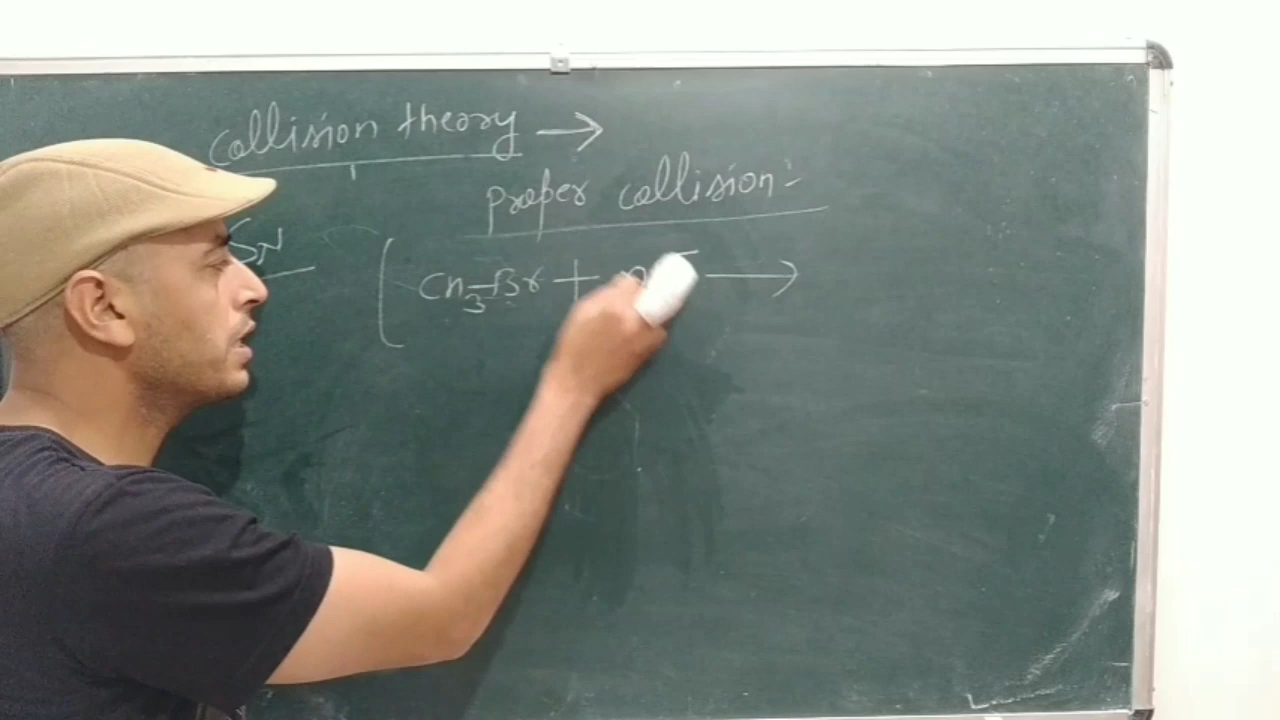 Collision theory →
Proper collision:-
SN
CH3-Br + →